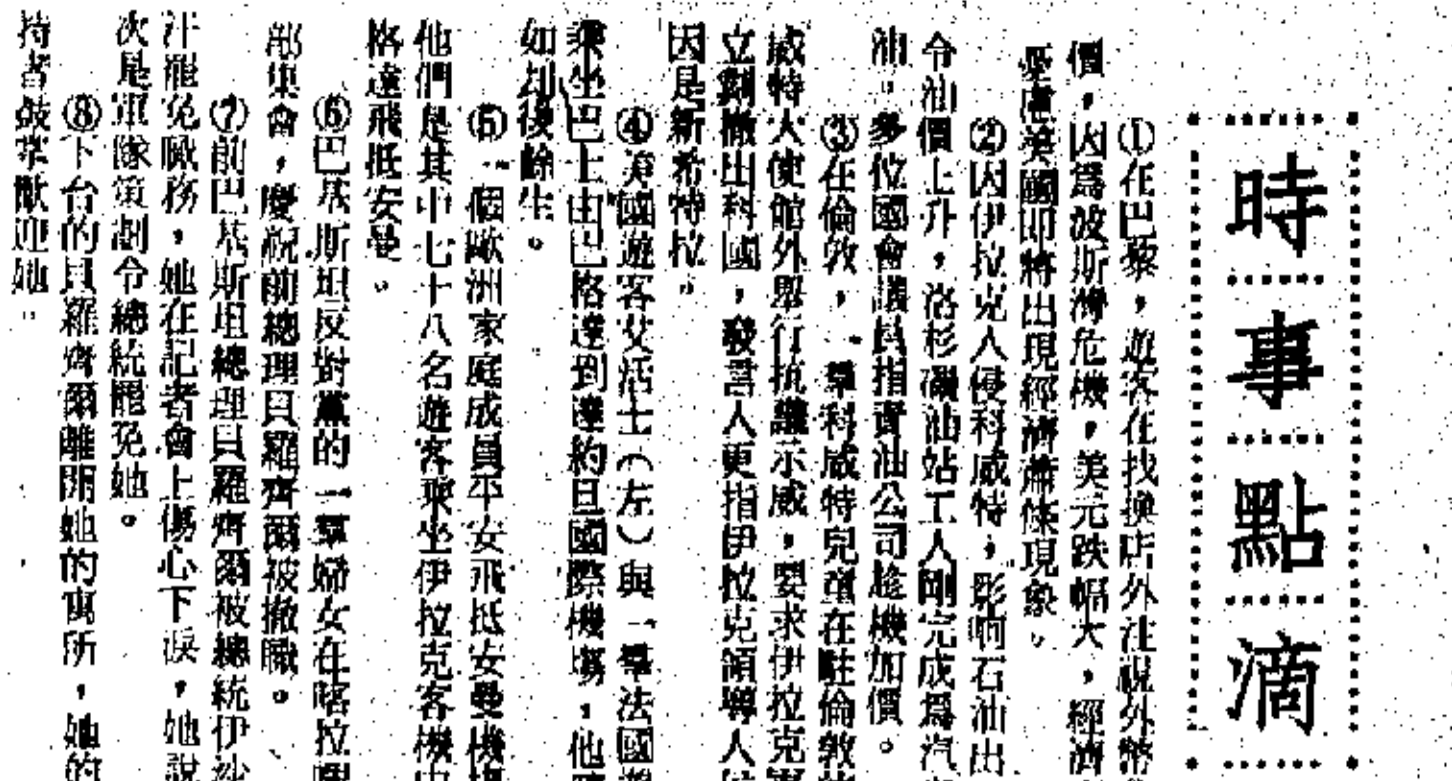 時事點滴
①在巴黎，遊客在找換店外注視外幣
價，因爲波斯灣危機，美元跌幅大，經濟
憂慮美國即將出現經濟蕭條現象。
②因伊拉克入侵科威特，影响石油出
令油價上升，洛杉磯油站工人剛完成爲汽
油。多位國會議員指責油公司趁機加價。
③在倫敦，一羣科威特兒童在駐倫敦
威特大使館外舉行抗議示威，要求伊拉克軍
立刻撤出科國，發言人更指伊拉克領導人
因是新希特拉。
④英國遊客艾活士（左）與一羣法國遊
乘坐巴士由巴格達到達約旦國際機場，他
如刧後餘生。
⑤一個歐洲家庭成員平安飛抵安曼機場
他們是其中七十八名遊客乘坐伊拉克客機由
格達飛抵安曼。
⑥巴基斯坦反對黨的一羣婦女在喀拉
部集會，慶祝前總理貝羅齊爾被撤職。
⑦前巴基斯坦總理貝羅齊爾被總統伊沙
汗罷免職務，她在記者會上傷心下淚，她說
次是軍隊策劃令總統罷免她。
⑧下台的貝羅齊爾離開她的寓所，她的
持者鼓掌歡迎她。